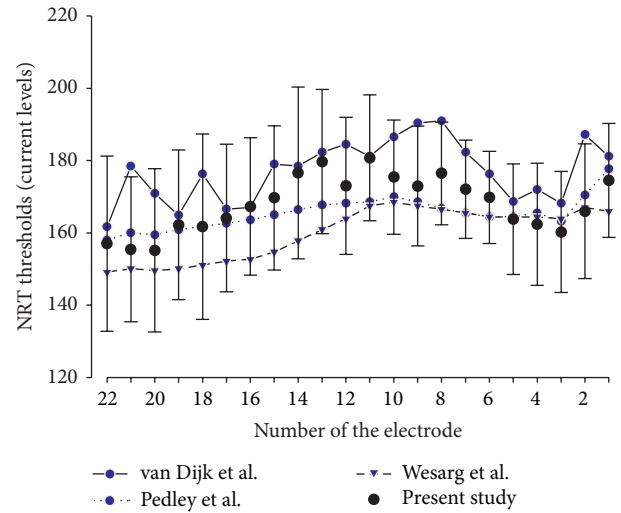 220
200
180
160
140
120
NRT thresholds (current levels)
22 20 18 16 14 12 10 8 6 4 2
Number of the electrode
van Dijk et al.
Pedley et al.
Wesarg et al.
Present study